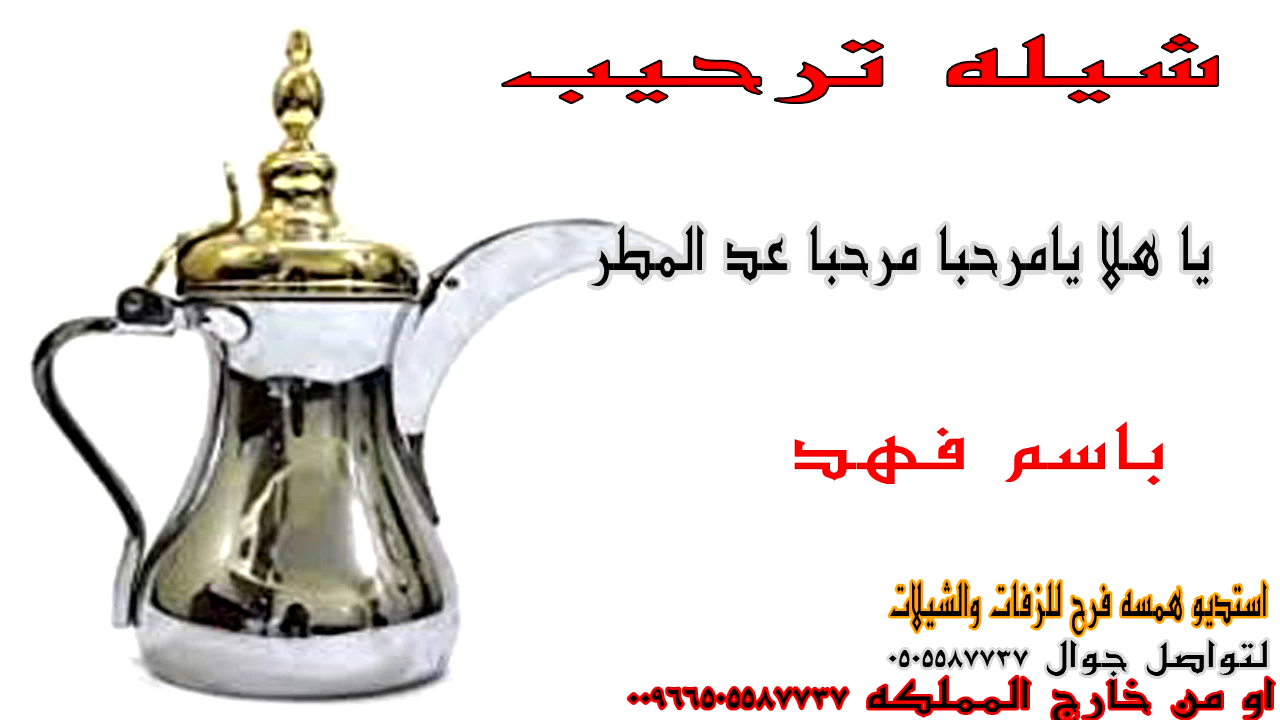 شيله ترحيب
يا هلا يامرحبا مرحبا عد المطر
باسم فهد
استديو همسه فرح للزفات والشيلات
لتواصل جوال ٠٥٠٥٥٨٧٧٣٧
او من خارج المملكه ٠٠٩٦٦٥٠٥٥٨٧٧٣٧